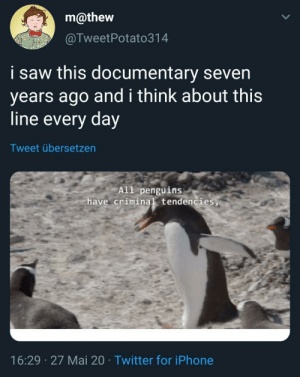 m@thew
@TweetPotato314
i saw this documentary seven
years ago and i think about this
line every day
Tweet übersetzen
All penguins
have criminal tendencies,
16:29 · 27 Mai 20 · Twitter for iPhone